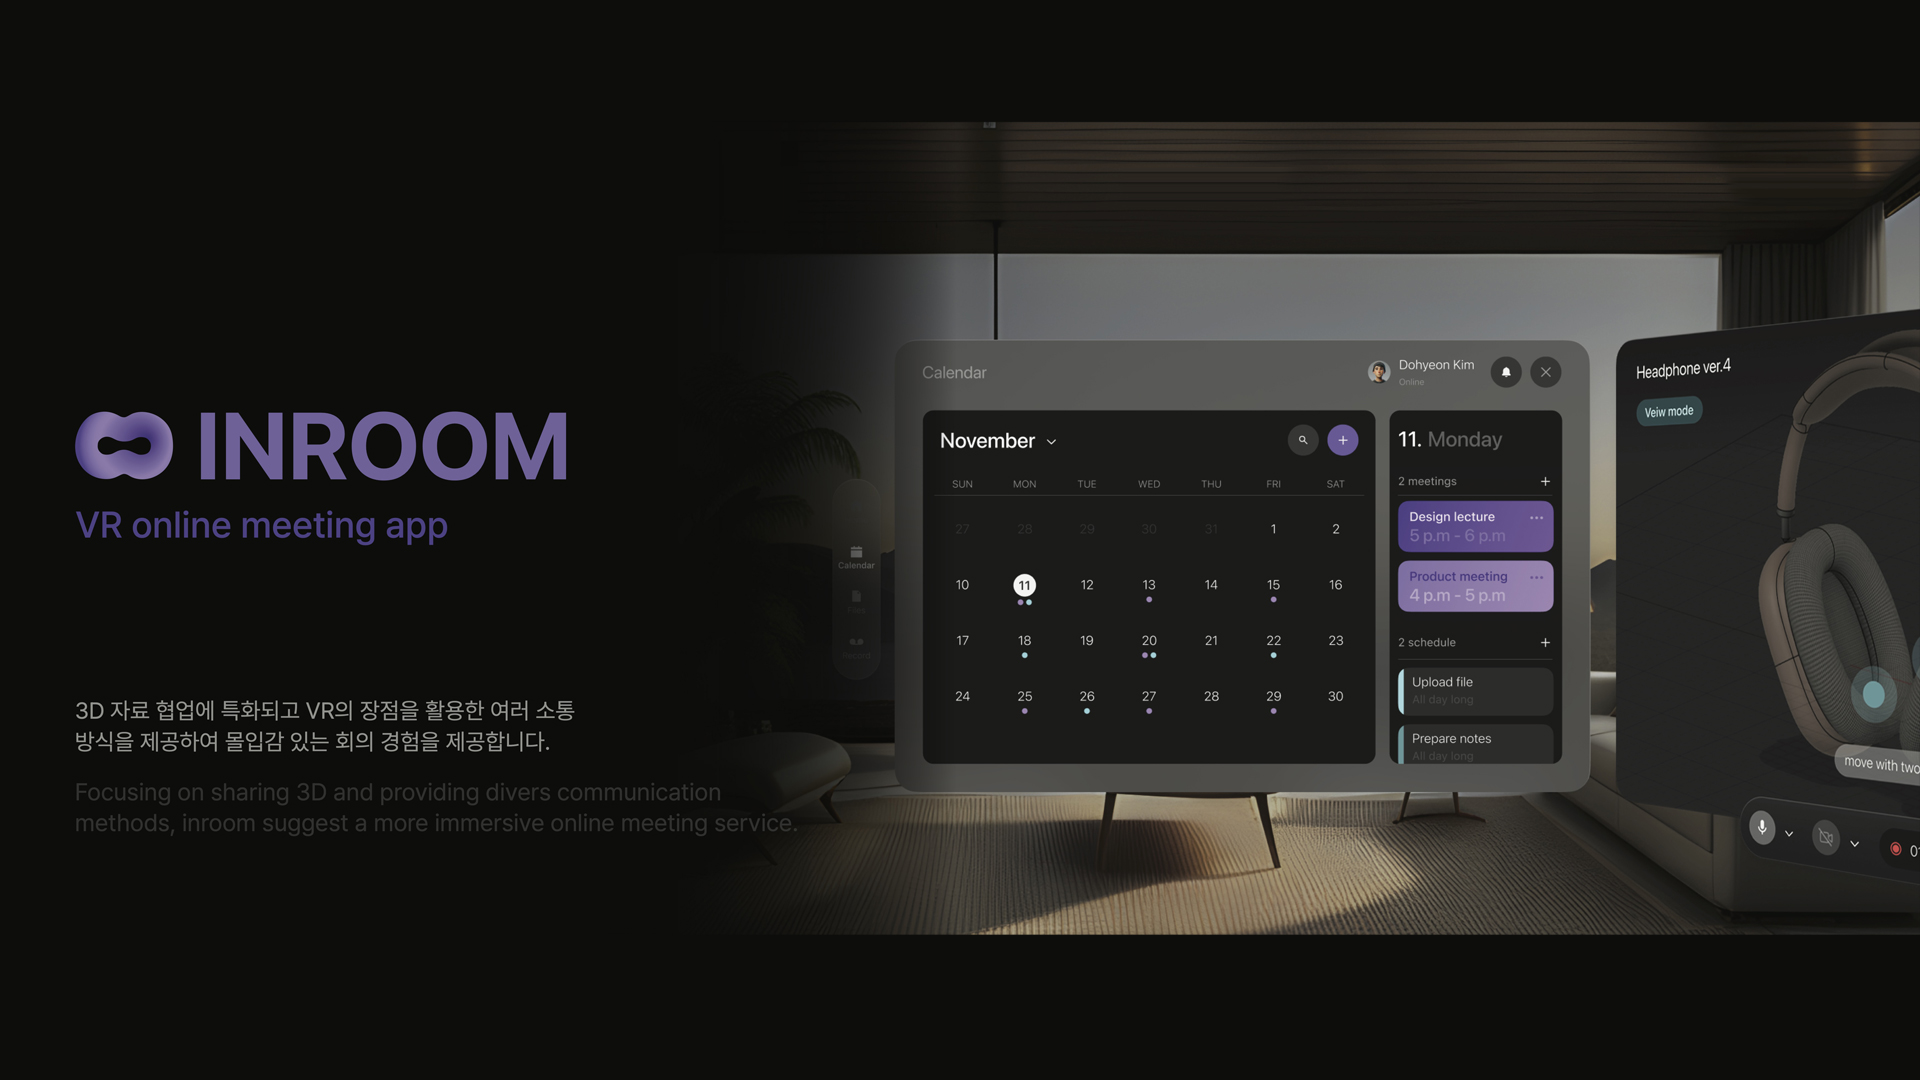 INROOM
VR online meeting app
3D 자료 협업에 특화되고 VR의 장점을 활용한 여러 소통
방식을 제공하여 몰입감 있는 회의 경험을 제공합니다.
Focusing on sharing 3D and providing divers communication
methods, inroom suggest a more immersive online meeting service.
Calendar
Files
Record
Calendar
Dohyeon Kim
Online
November
SUN MON TUE WED THU FRI SAT
27 28 29 30 31 1 2
10 11 12 13 14 15 16
17 18 19 20 21 22 23
24 25 26 27 28 29 30
11. Monday
2 meetings
Design lecture
5 p.m - 6 p.m
Product meeting
4 p.m - 5 p.m
2 schedule
Upload file
All day long
Prepare notes
All day long
Headphone ver.4
Veiw mode
move with two